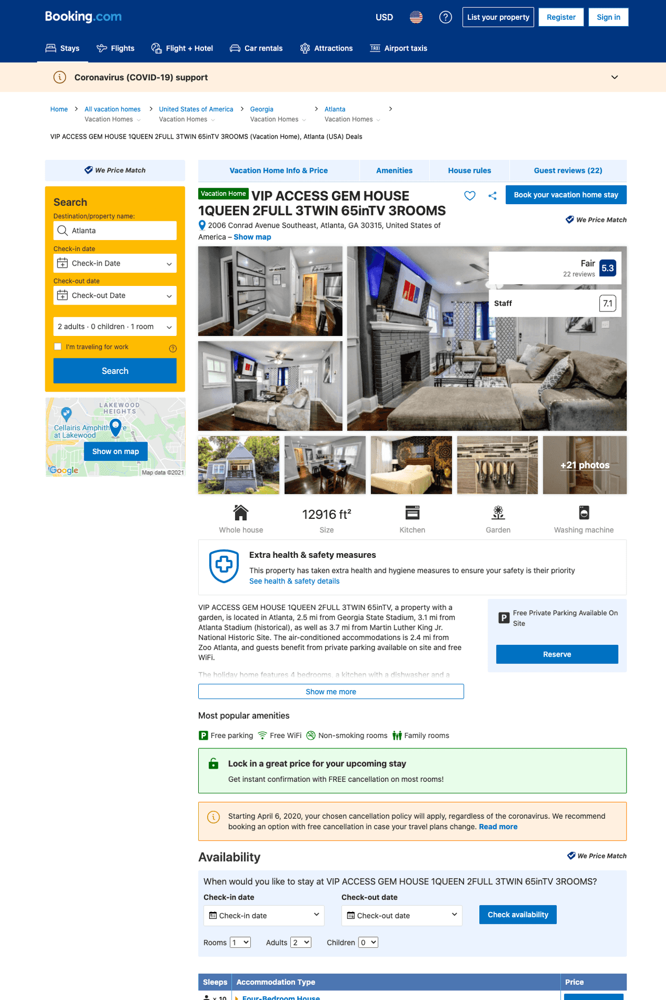 Booking.com
USD
List your property
Register
Sign in
Stays
Flights
Flight + Hotel
Car rentals
Attractions
TAXI
Airport taxis
Coronavirus (COVID-19) support
Home
All vacation homes
United States of America
Georgia
Atlanta
Vacation Homes
Vacation Homes
Vacation Homes
Vacation Homes
VIP ACCESS GEM HOUSE 1QUEEN 2FULL 3TWIN 65inTV 3ROOMS (Vacation Home), Atlanta (USA) Deals
We Price Match
Search
Destination/property name:
Atlanta
Check-in date
Check-in Date
Check-out date
Check-out Date
2 adults · 0 children · 1 room
I'm traveling for work
Search
LAKEWOOD
HEIGHTS
Cellairis Amphith re
at Lakewood
Show on map
Google
Map data ©2021
Vacation Home Info & Price
Amenities
House rules
Guest reviews (22)
Vacation Home
VIP ACCESS GEM HOUSE
1QUEEN 2FULL 3TWIN 65inTV 3ROOMS
Book your vacation home stay
We Price Match
2006 Conrad Avenue Southeast, Atlanta, GA 30315, United States of
America – Show map
VIP ACCESS
home
Fair
22 reviews
5.3
Staff
7.1
+21 photos
Whole house
12916 ft²
Size
Kitchen
Garden
Washing machine
Extra health & safety measures
This property has taken extra health and hygiene measures to ensure your safety is their priority
See health & safety details
VIP ACCESS GEM HOUSE 1QUEEN 2FULL 3TWIN 65inTV, a property with a
garden, is located in Atlanta, 2.5 mi from Georgia State Stadium, 3.1 mi from
Atlanta Stadium (historical), as well as 3.7 mi from Martin Luther King Jr.
National Historic Site. The air-conditioned accommodations is 2.4 mi from
Zoo Atlanta, and guests benefit from private parking available on site and free
WiFi.
The holiday home features 4 bedrooms, a kitchen with a dishwasher and a
Show me more
P
Free Private Parking Available On
Site
Reserve
Most popular amenities
Free parking
Free WiFi
Non-smoking rooms
Family rooms
Lock in a great price for your upcoming stay
Get instant confirmation with FREE cancellation on most rooms!
Starting April 6, 2020, your chosen cancellation policy will apply, regardless of the coronavirus. We recommend
booking an option with free cancellation in case your travel plans change. Read more
Availability
We Price Match
When would you like to stay at VIP ACCESS GEM HOUSE 1QUEEN 2FULL 3TWIN 65inTV 3ROOMS?
Check-in date
Check-out date
Check-in date
Check-out date
Check availability
Rooms 1
Adults 2
Children 0
Sleeps
Accommodation Type
Price
× 10
Four-Bedroom House